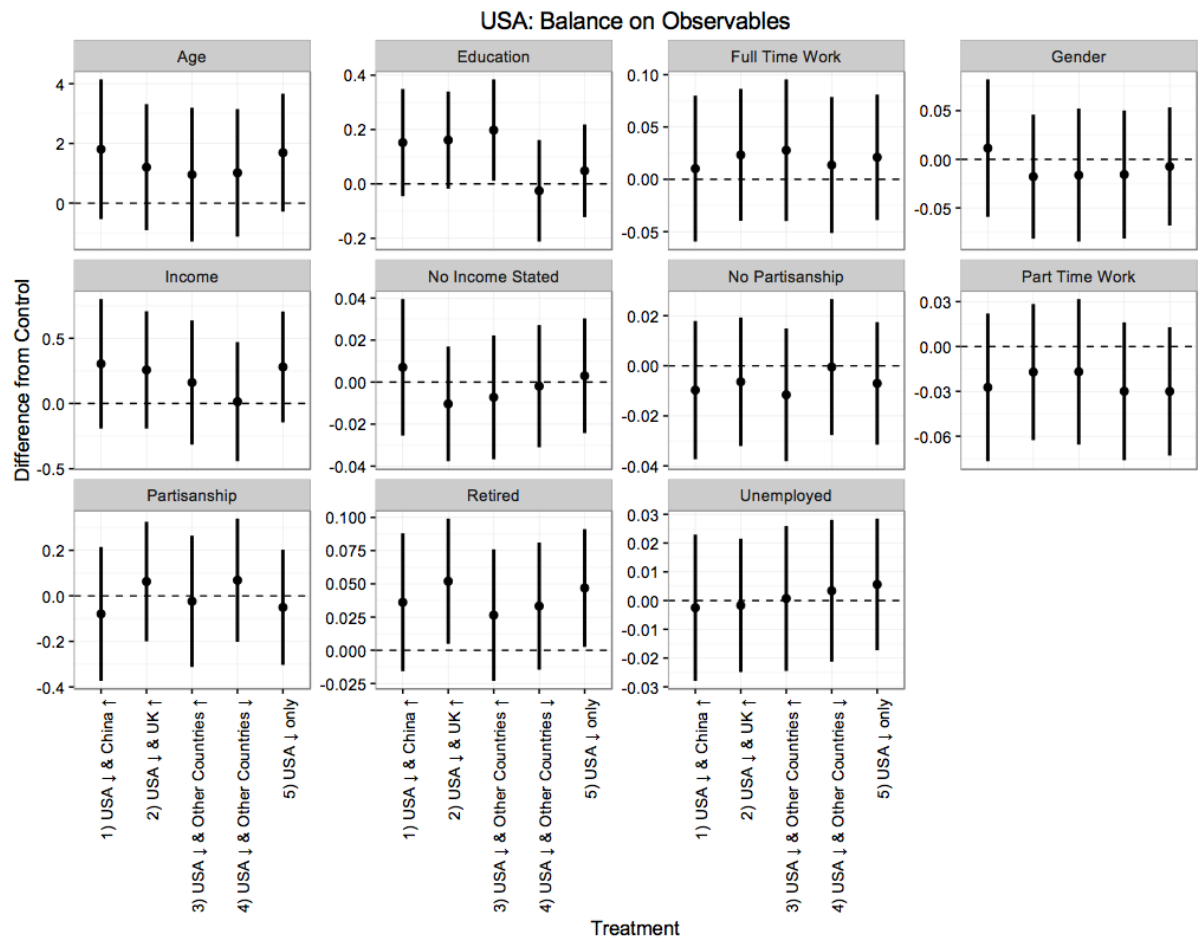 USA: Balance on Observables
Difference from Control
Age
4
2
0
Education
0.4
0.2
0.0
-0.2
Full Time Work
0.10
0.05
0.00
-0.05
Gender
0.05
0.00
-0.05
Income
0.5
0.0
-0.5
No Income Stated
0.04
0.02
0.00
-0.02
-0.04
No Partisanship
0.02
0.00
-0.02
-0.04
Part Time Work
0.03
0.00
-0.03
-0.06
Partisanship
0.2
0.0
-0.2
-0.4
Retired
0.100
0.075
0.050
0.025
0.000
-0.025
Unemployed
0.03
0.02
0.01
0.00
-0.01
-0.02
-0.03
1) USA ↓ & China ↑
2) USA ↓ & UK ↑
3) USA ↓ & Other Countries ↑
4) USA ↓ & Other Countries ↓
5) USA ↓ only
1) USA ↓ & China ↑
2) USA ↓ & UK ↑
3) USA ↓ & Other Countries ↑
4) USA ↓ & Other Countries ↓
5) USA ↓ only
1) USA ↓ & China ↑
2) USA ↓ & UK ↑
3) USA ↓ & Other Countries ↑
4) USA ↓ & Other Countries ↓
5) USA ↓ only
Treatment